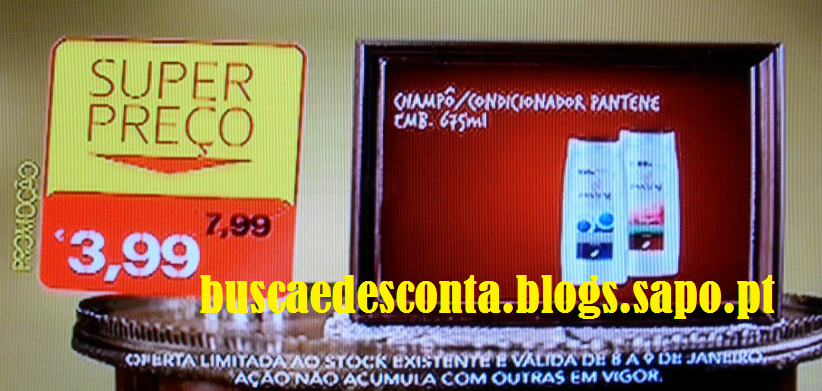 SUPER
PREÇO
PROMOÇÃO
€ 3,99
7,99
CHAMPÔ/CONDICIONADOR PANTENE
EMB. 675ml
buscaedesconta.blogs.sapo.pt
OFERTA LIMITADA AO STOCK EXISTENTE E VÁLIDA DE 8 A 9 DE JANEIRO.
AÇÃO NÃO ACUMULA COM OUTRAS EM VIGOR.